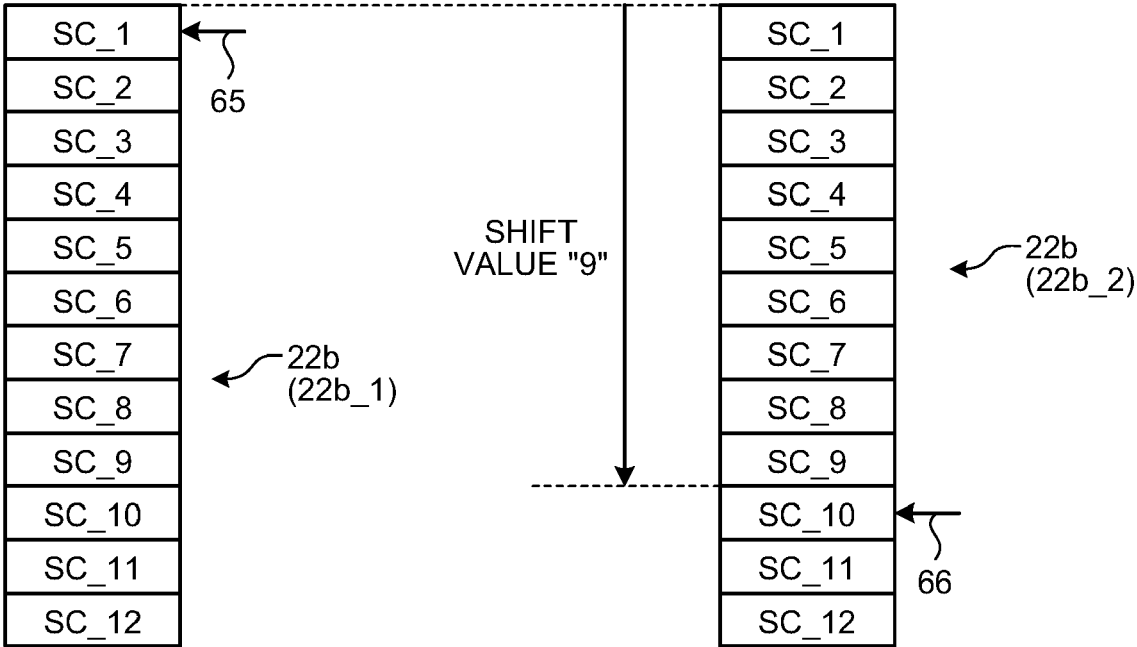 SC_1
SC_2
SC_3
SC_4
SC_5
SC_6
SC_7
SC_8
SC_9
SC_10
SC_11
SC_12
65
22b
(22b_1)
SHIFT
VALUE "9"
SC_1
SC_2
SC_3
SC_4
SC_5
SC_6
SC_7
SC_8
SC_9
SC_10
SC_11
SC_12
22b
(22b_2)
66